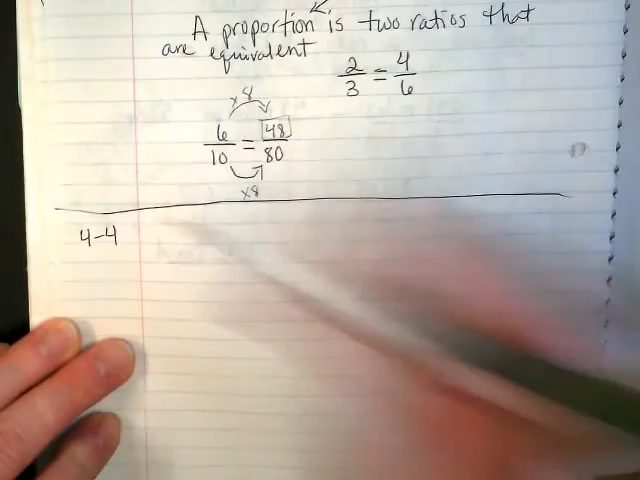 A proportion is two ratios that
are equivalent
2/3 = 4/6
x8
6/10 = 48/80
x8
4-4